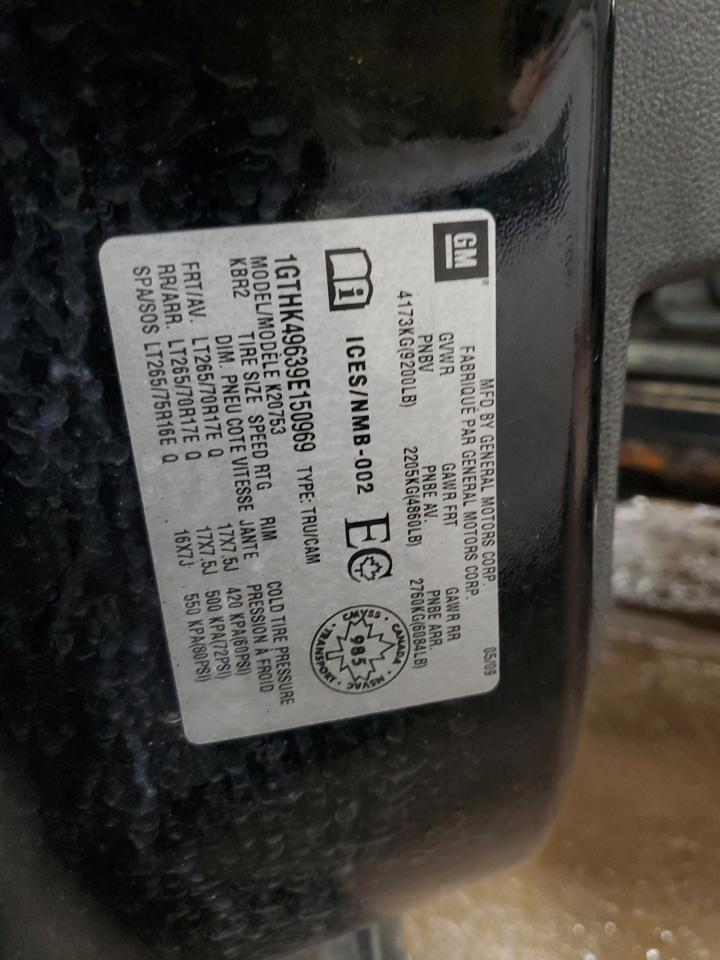 GM®
MFD BY GENERAL MOTORS CORP. 05/09
FABRIQUÉ PAR GENERAL MOTORS CORP.
GVWR GAWR FRT GAWR RR
PNBV PNBE AV. PNBE ARR.
4173KG(9200LB) 2205KG(4860LB) 2760KG(6084LB)
i ICES/NMB-002 EC
CANADA · NSVAC · TRANSPORT · CMVSS ·
985
1GTHK49639E150969 TYPE: TRU/CAM
MODEL/MODÈLE K20753
KBR2 TIRE SIZE SPEED RTG RIM COLD TIRE PRESSURE
DIM. PNEU COTE VITESSE JANTE PRESSION À FROID
FRT/AV. LT265/70R17E Q 17X7.5J 420 KPA(60PSI)
RR/ARR. LT265/70R17E Q 17X7.5J 500 KPA(72PSI)
SPA/SOS LT265/75R16E Q 16X7J 550 KPA(80PSI)